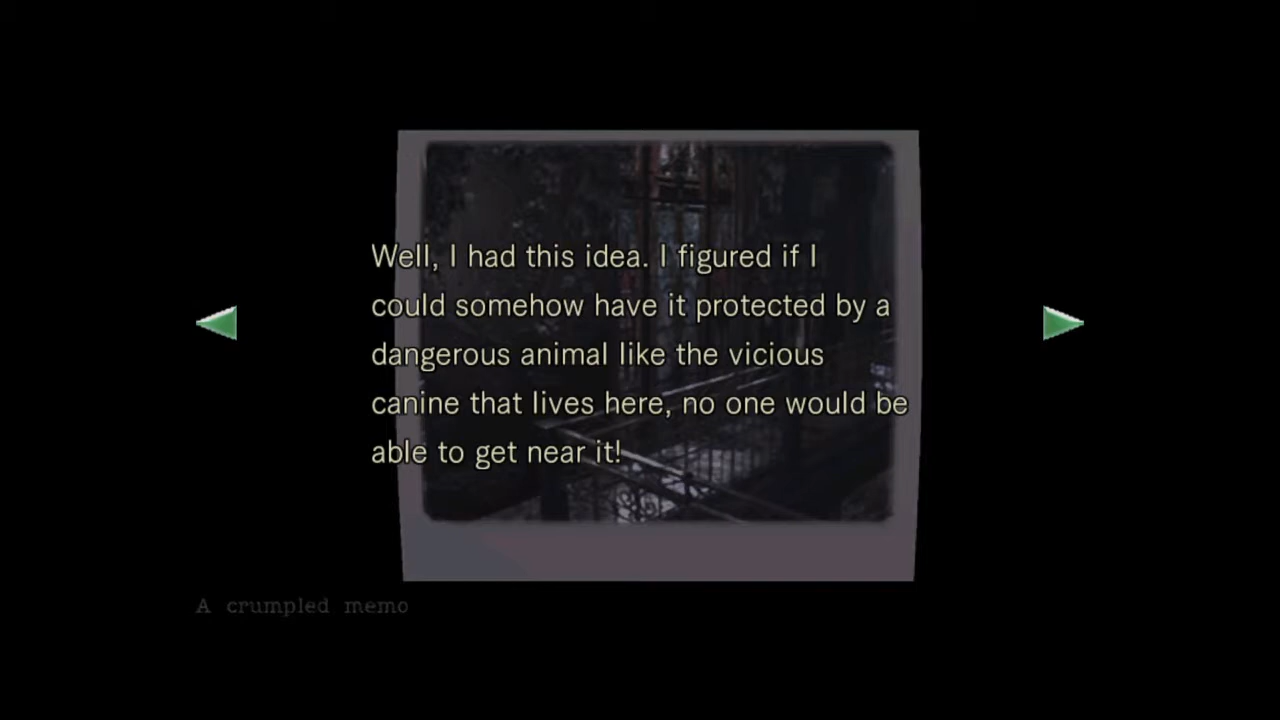 Well, I had this idea. I figured if I
could somehow have it protected by a
dangerous animal like the vicious
canine that lives here, no one would be
able to get near it!
A crumpled memo